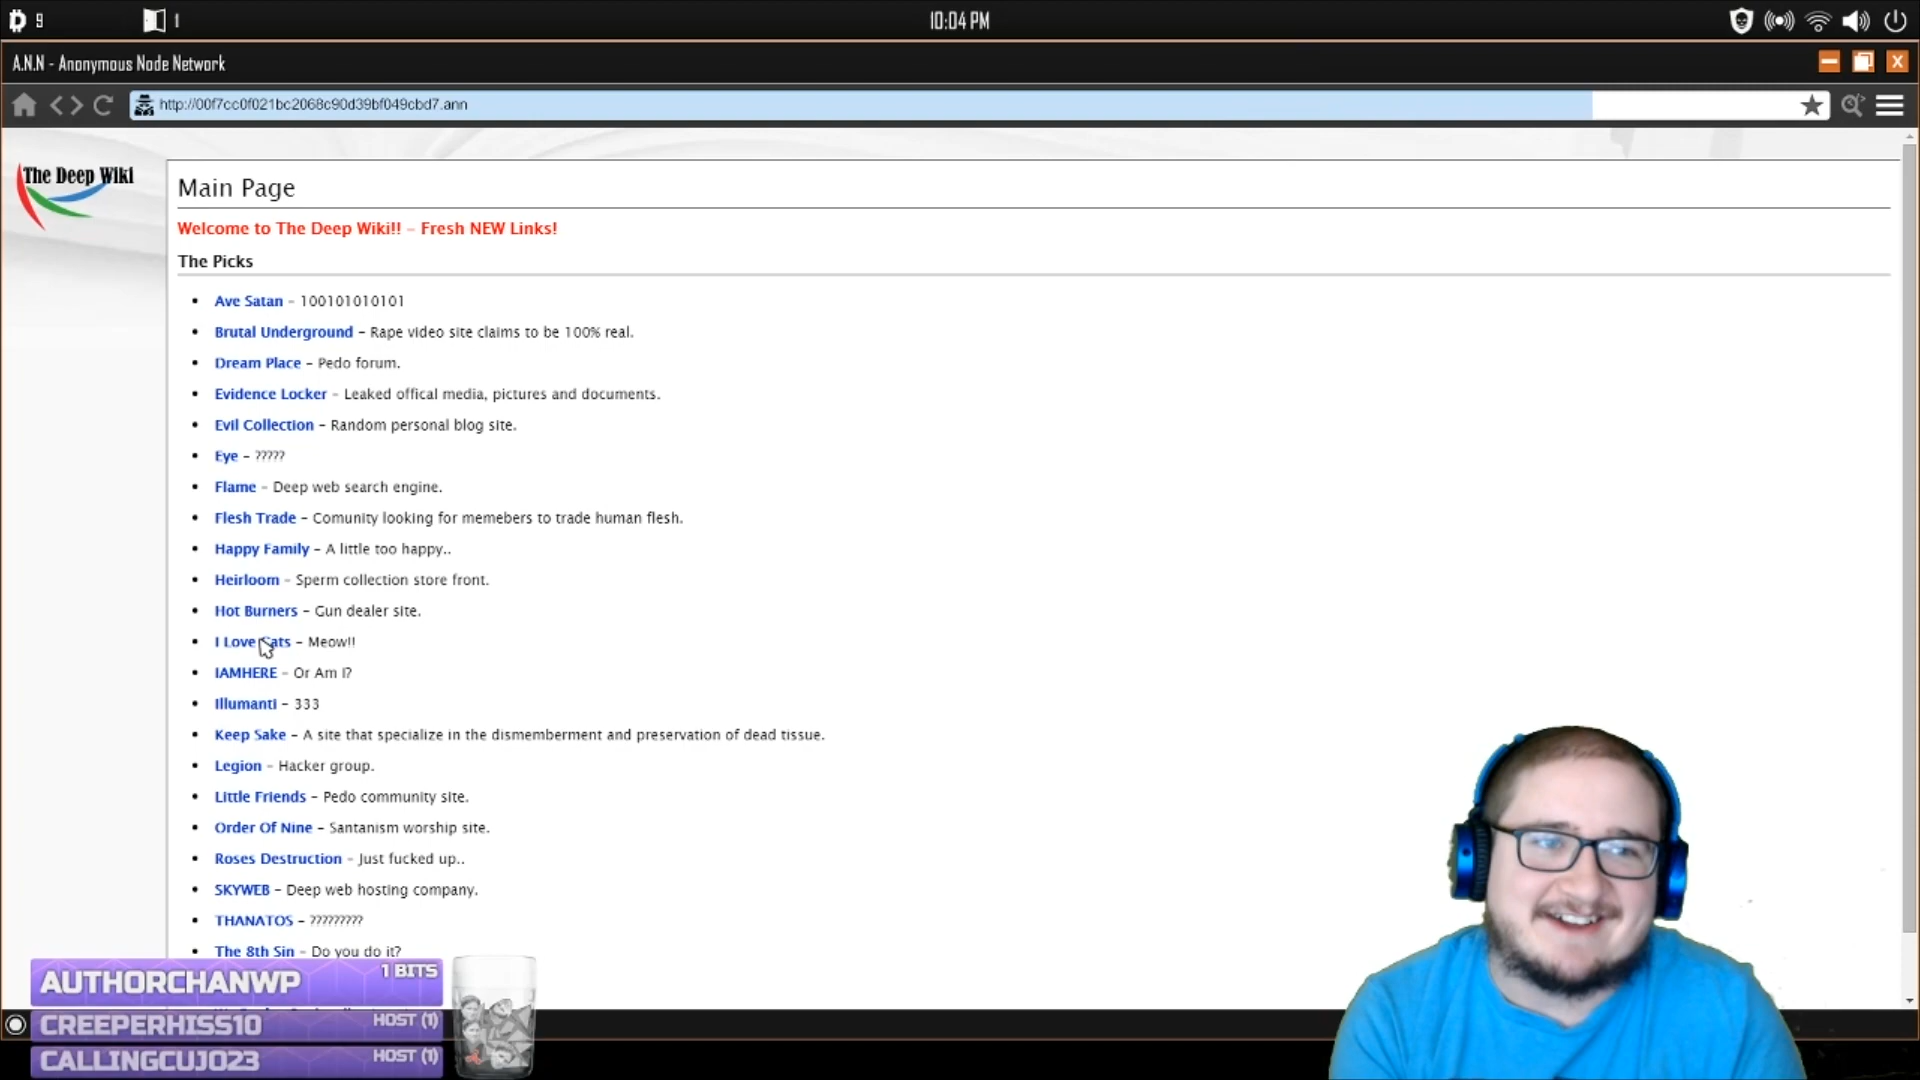 9
1
10:04 PM
A.N.N - Anonymous Node Network
http://00f7cc0f021bc2068c90d39bf049cbd7.ann
The Deep Wiki
Main Page
Welcome to The Deep Wiki!! - Fresh NEW Links!
The Picks
Ave Satan - 100101010101
Brutal Underground - Rape video site claims to be 100% real.
Dream Place - Pedo forum.
Evidence Locker - Leaked offical media, pictures and documents.
Evil Collection - Random personal blog site.
Eye - ?????
Flame - Deep web search engine.
Flesh Trade - Comunity looking for memebers to trade human flesh.
Happy Family - A little too happy..
Heirloom - Sperm collection store front.
Hot Burners - Gun dealer site.
I Love Cats - Meow!!
IAMHERE - Or Am I?
Illumanti - 333
Keep Sake - A site that specialize in the dismemberment and preservation of dead tissue.
Legion - Hacker group.
Little Friends - Pedo community site.
Order Of Nine - Santanism worship site.
Roses Destruction - Just fucked up..
SKYWEB - Deep web hosting company.
THANATOS - ?????????
The 8th Sin - Do you do it?
AUTHORCHANWP 1 BITS
CREEPERHISS10 HOST (1)
CALLINGCUJO23 HOST (1)